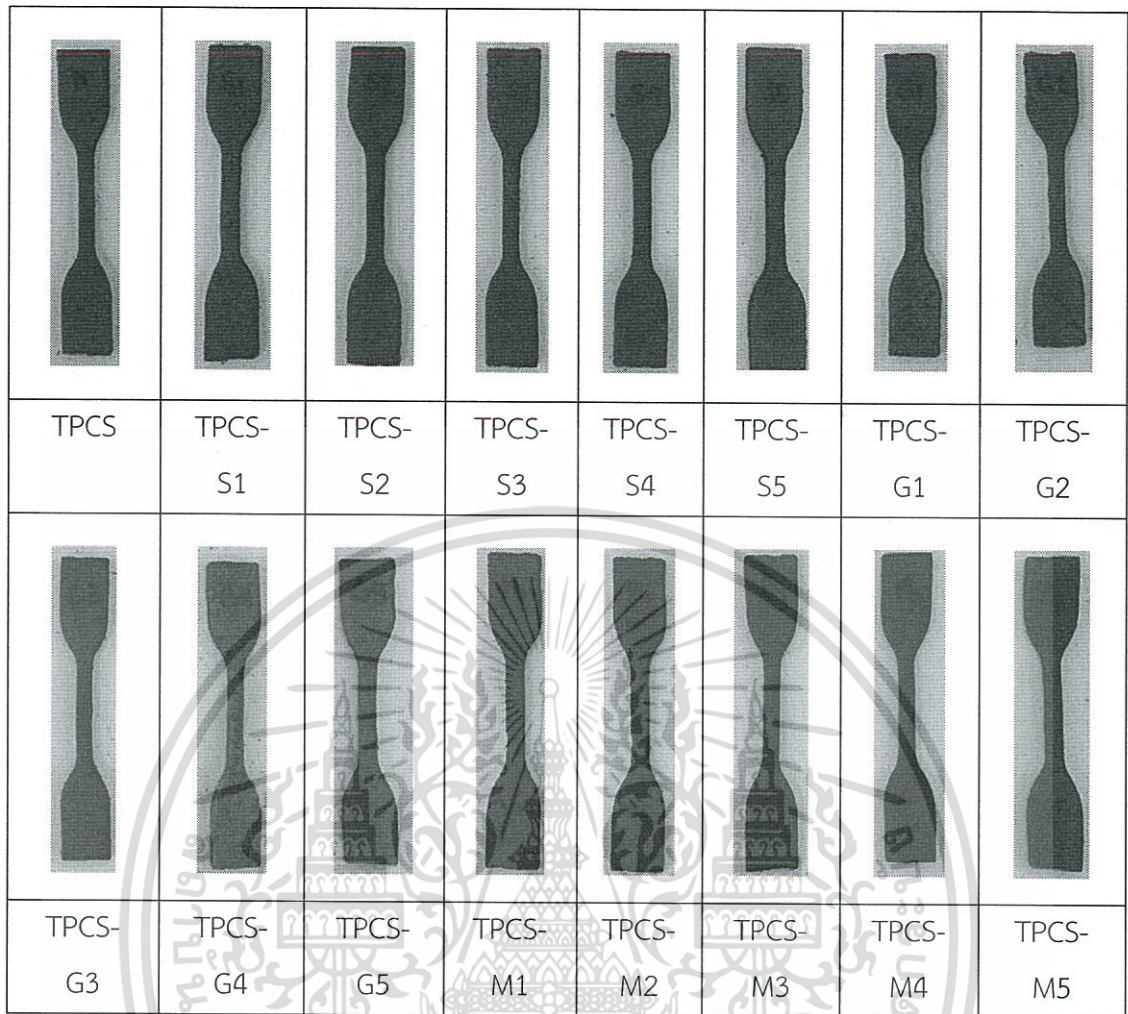 TPCS
TPCS-
S1
TPCS-
S2
TPCS-
S3
TPCS-
S4
TPCS-
S5
TPCS-
G1
TPCS-
G2
TPCS-
G3
TPCS-
G4
TPCS-
G5
TPCS-
M1
TPCS-
M2
TPCS-
M3
TPCS-
M4
TPCS-
M5